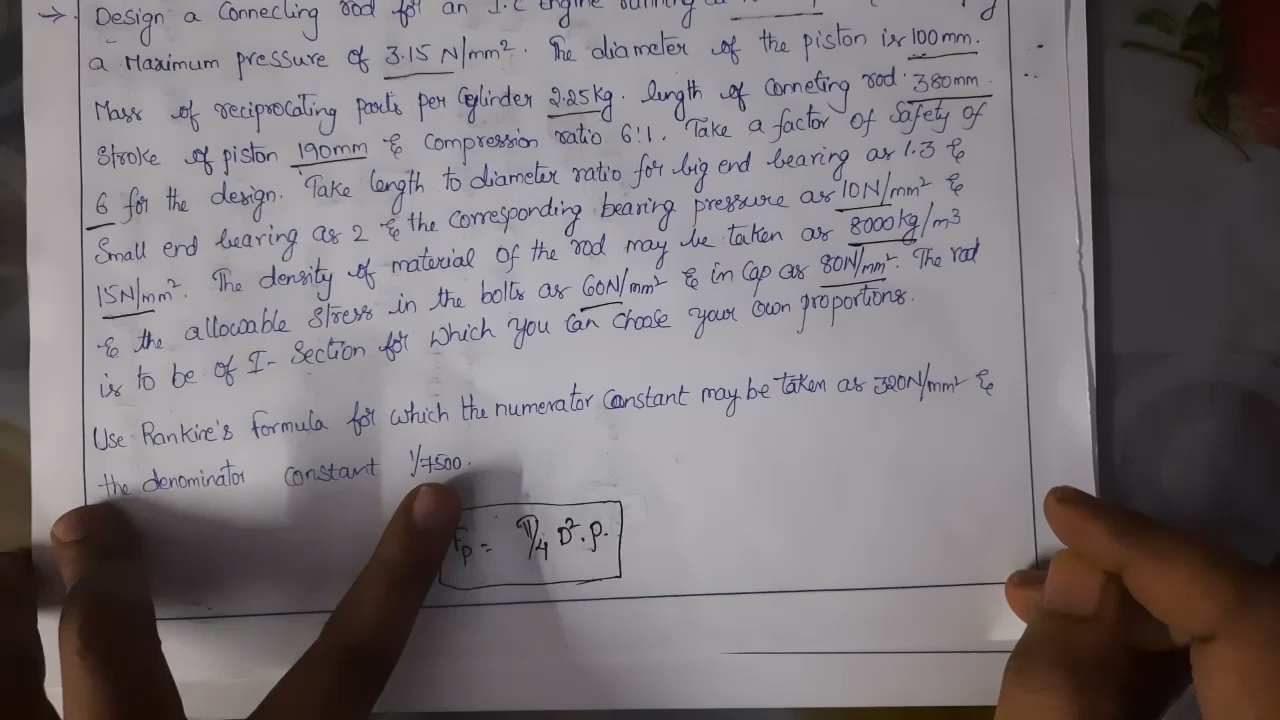 →. Design a Connecting rod for an I.C Engine running
a Maximum pressure of 3.15 N/mm². The diameter of the piston is 100mm.
Mass of reciprocating parts per Cylinder 2.25kg. length of conneting rod 380mm.
Stroke of piston 190mm & Compression ratio 6:1. Take a factor of Safety of
6 for the design. Take length to diameter ratio for big end bearing as 1.3 &
Small end bearing as 2 & the Corresponding bearing pressure as 10N/mm² &
15N/mm². The density of material of the rod may be taken as 8000kg/m3
& the allowable Stress in the bolts as 60N/mm² & in Cap as 80N/mm². The rod
is to be of I- Section for which you can choose your own proportions.
Use Rankine's formula for which the numerator Constant may be taken as 320N/mm² &
the denominator constant 1/7500.
Fp = π/4 D². p.